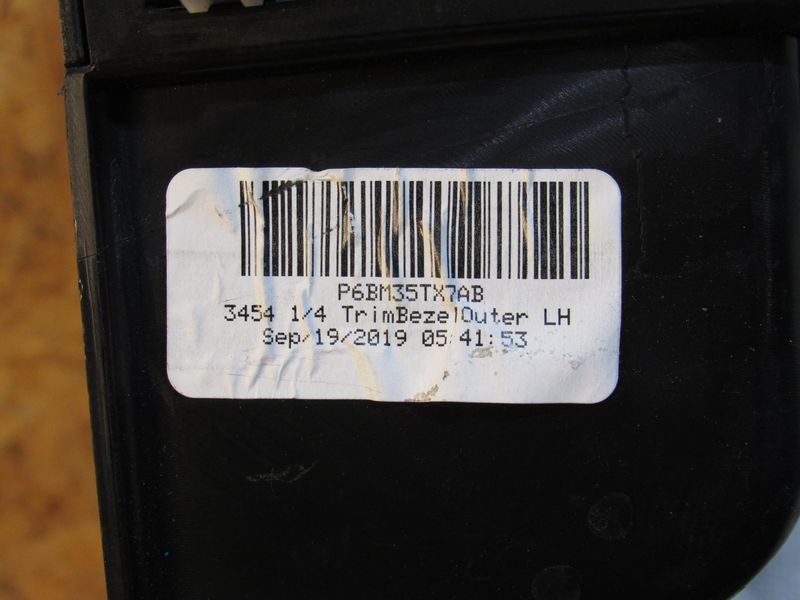 P6BM35TX7AB
3454 1/4 TrimBezelOuter LH
Sep/19/2019 05:41:53